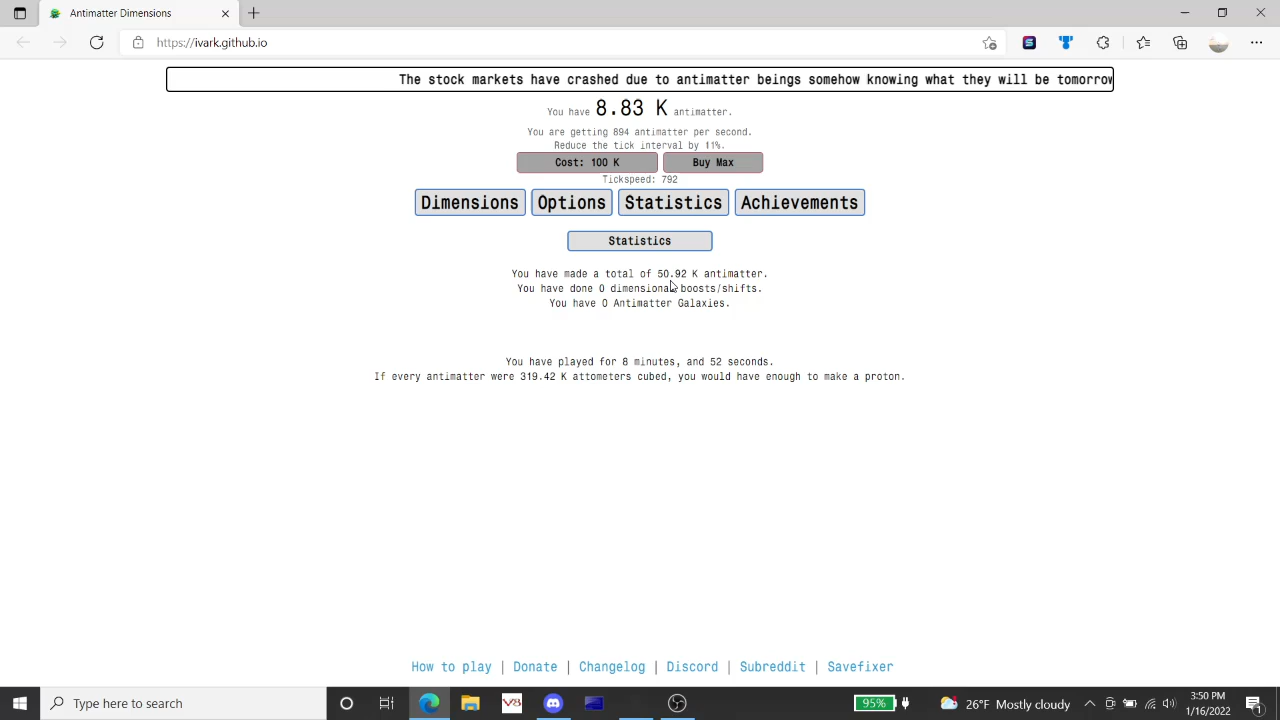 Antimatter Dimensions
https://ivark.github.io
The stock markets have crashed due to antimatter beings somehow knowing what they will be tomorrow
You have 8.83 K antimatter.
You are getting 894 antimatter per second.
Reduce the tick interval by 11%.
Cost: 100 K Buy Max
Tickspeed: 792
Dimensions Options Statistics Achievements
Statistics
You have made a total of 50.92 K antimatter.
You have done 0 dimensional boosts/shifts.
You have 0 Antimatter Galaxies.
You have played for 8 minutes, and 52 seconds.
If every antimatter were 319.42 K attometers cubed, you would have enough to make a proton.
How to play | Donate | Changelog | Discord | Subreddit | Savefixer
Type here to search
95%
26°F Mostly cloudy
3:50 PM
1/16/2022